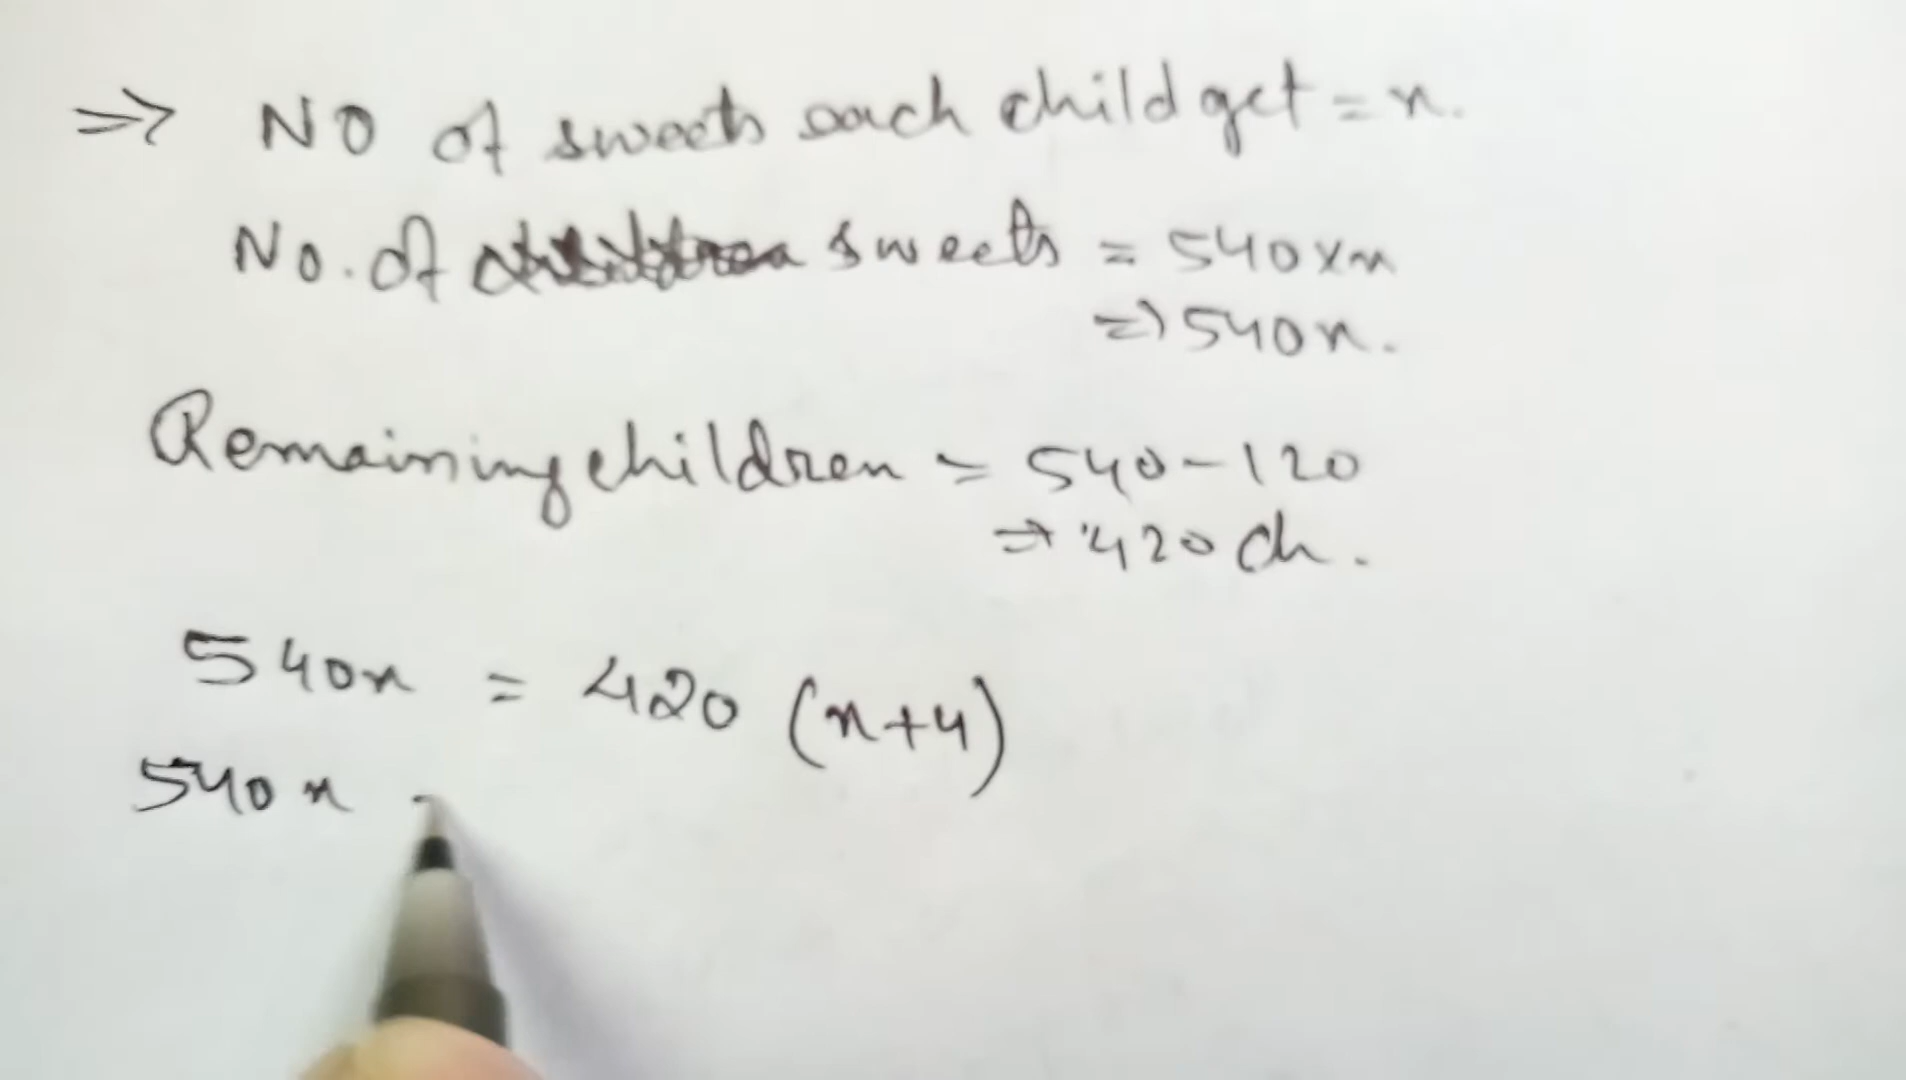 ⇒ NO of sweets each child get = x.
No. of sweets = 540 x x
⇒ 540x.
Remaining children = 540 - 120
⇒ 420 ch.
540x = 420 (x+4)
540x